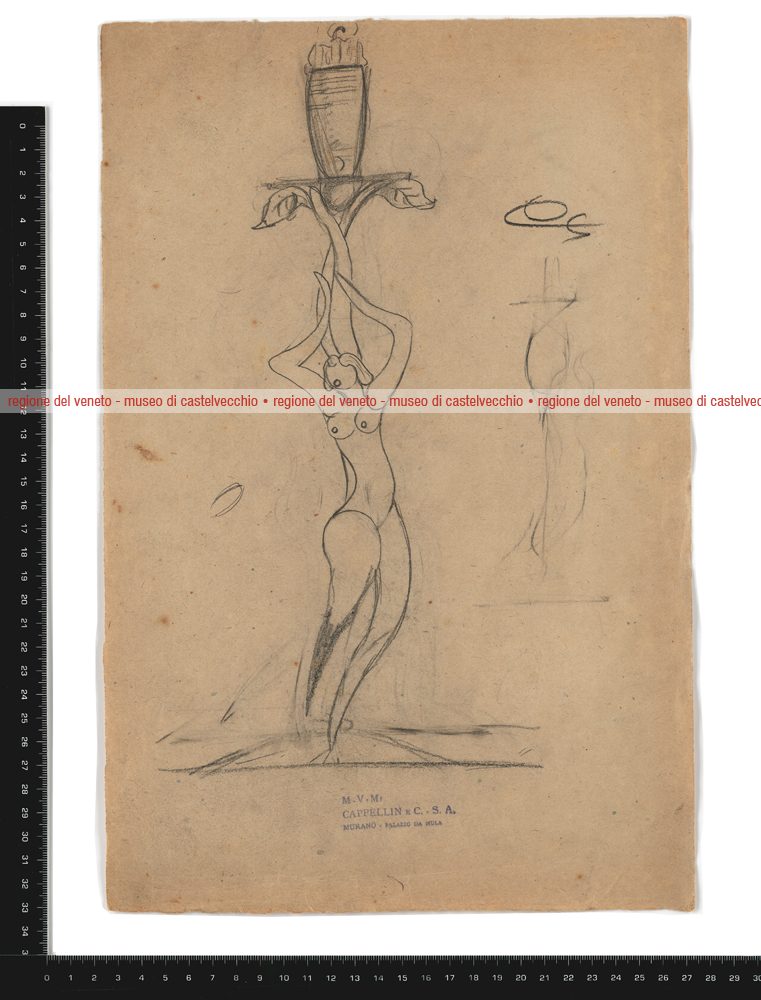 regione del veneto - museo di castelvecchio • regione del veneto - museo di castelvecchio • regione del veneto - museo di castelvec
M.V.M.
CAPPELLIN & C. - S. A.
MURANO - PALAZZO DA MULA
0 1 2 3 4 5 6 7 8 9 10 11 12 13 14 15 16 17 18 19 20 21 22 23 24 25 26 27 28 29 30 31 32 33 34 3
0 1 2 3 4 5 6 7 8 9 10 11 12 13 14 15 16 17 18 19 20 21 22 23 24 25 26 27 28 29 30